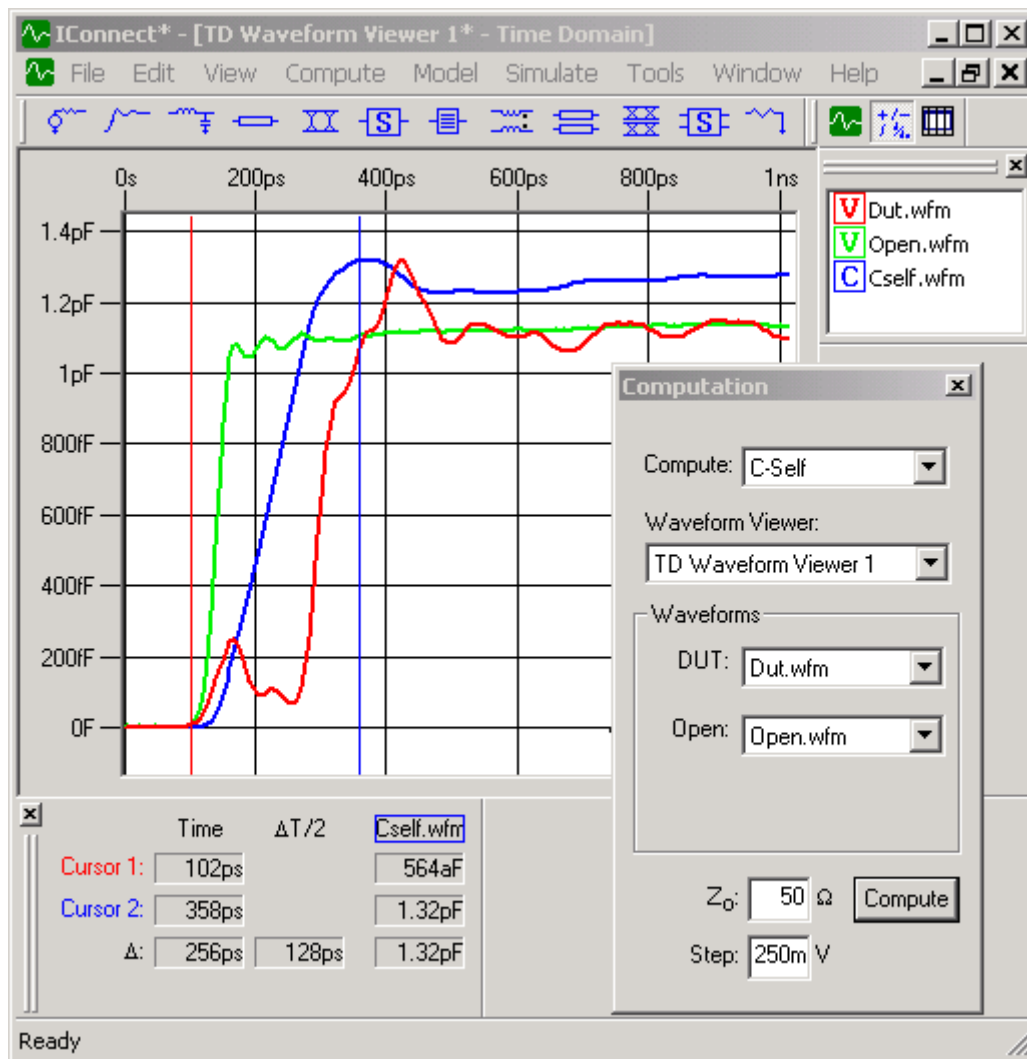 IConnect* - [TD Waveform Viewer 1* - Time Domain]
File Edit View Compute Model Simulate Tools Window Help
S S
0s 200ps 400ps 600ps 800ps 1ns
V Dut.wfm
V Open.wfm
C Cself.wfm
1.4pF
1.2pF
1pF
800fF
600fF
400fF
200fF
0F
Computation
Compute: C-Self
Waveform Viewer:
TD Waveform Viewer 1
Waveforms
DUT: Dut.wfm
Open: Open.wfm
Zo: 50 Ω Compute
Step: 250m V
Time ΔT/2 Cself.wfm
Cursor 1: 102ps 564aF
Cursor 2: 358ps 1.32pF
Δ: 256ps 128ps 1.32pF
Ready